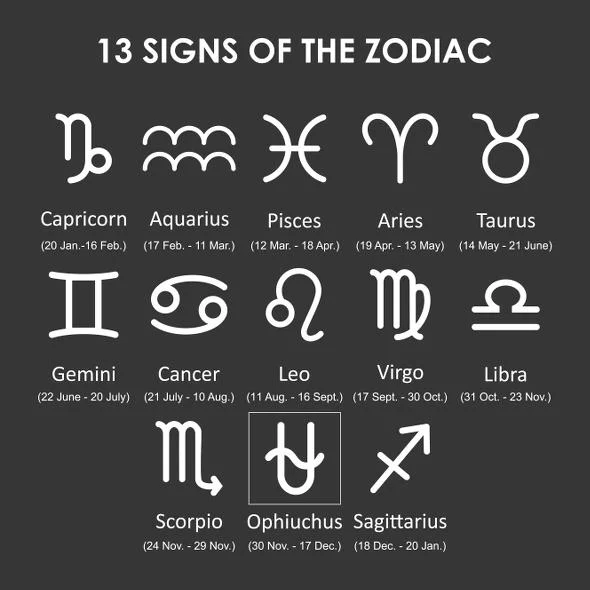 13 SIGNS OF THE ZODIAC
Capricorn Aquarius Pisces Aries Taurus
(20 Jan.-16 Feb.) (17 Feb. - 11 Mar.) (12 Mar. - 18 Apr.) (19 Apr. - 13 May) (14 May - 21 June)
Gemini Cancer Leo Virgo Libra
(22 June - 20 July) (21 July - 10 Aug.) (11 Aug. - 16 Sept.) (17 Sept. - 30 Oct.) (31 Oct. - 23 Nov.)
Scorpio Ophiuchus Sagittarius
(24 Nov. - 29 Nov.) (30 Nov. - 17 Dec.) (18 Dec. - 20 Jan.)